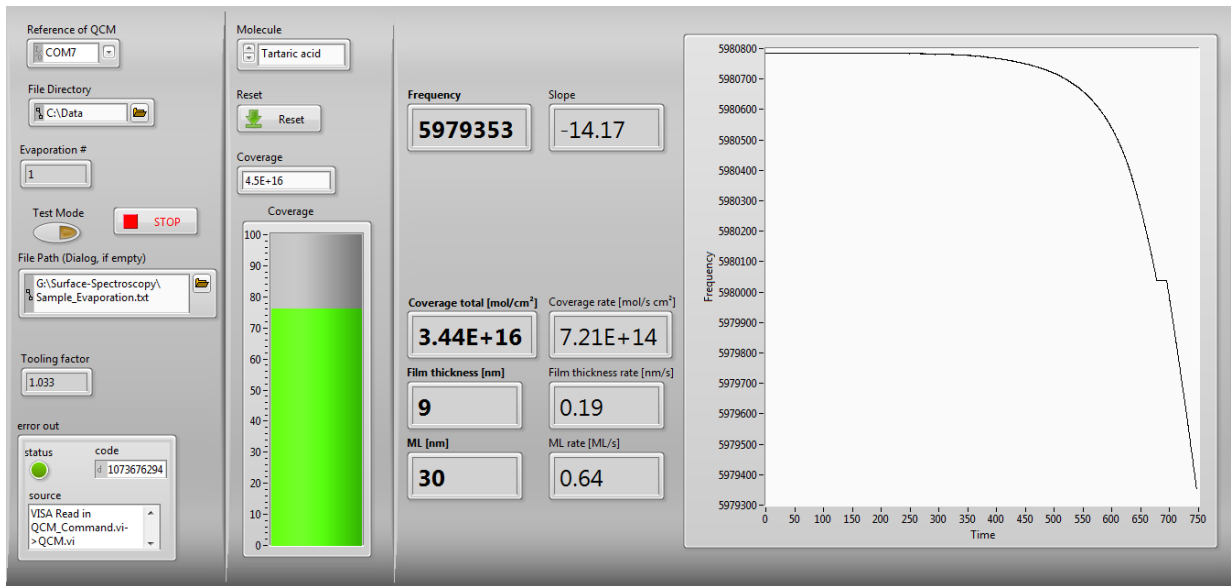 Reference of QCM
COM7
File Directory
C:\Data
Evaporation #
1
Test Mode
STOP
File Path (Dialog, if empty)
G:\Surface-Spectroscopy\
Sample_Evaporation.txt
Tooling factor
1.033
error out
status
code
d 1073676294
source
VISA Read in
QCM_Command.vi-
>QCM.vi
Molecule
Tartaric acid
Reset
Reset
Coverage
4.5E+16
Coverage
100
90
80
70
60
50
40
30
20
10
0
Frequency
5979353
Slope
-14.17
Coverage total [mol/cm²]
3.44E+16
Coverage rate [mol/s cm²]
7.21E+14
Film thickness [nm]
9
Film thickness rate [nm/s]
0.19
ML [nm]
30
ML rate [ML/s]
0.64
Frequency
5980800
5980700
5980600
5980500
5980400
5980300
5980200
5980100
5980000
5979900
5979800
5979700
5979600
5979500
5979400
5979300
0 50 100 150 200 250 300 350 400 450 500 550 600 650 700 750
Time